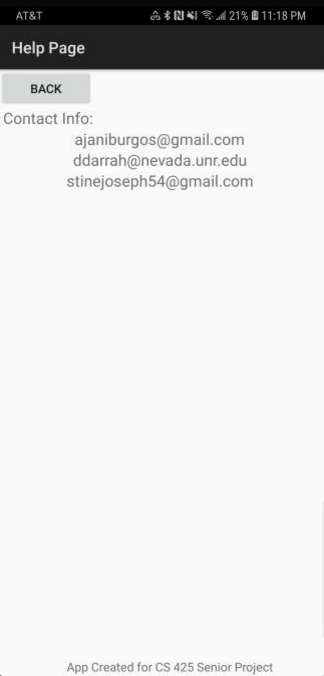 AT&T 21% 11:18 PM
Help Page
BACK
Contact Info:
ajaniburgos@gmail.com
ddarrah@nevada.unr.edu
stinejoseph54@gmail.com
App Created for CS 425 Senior Project